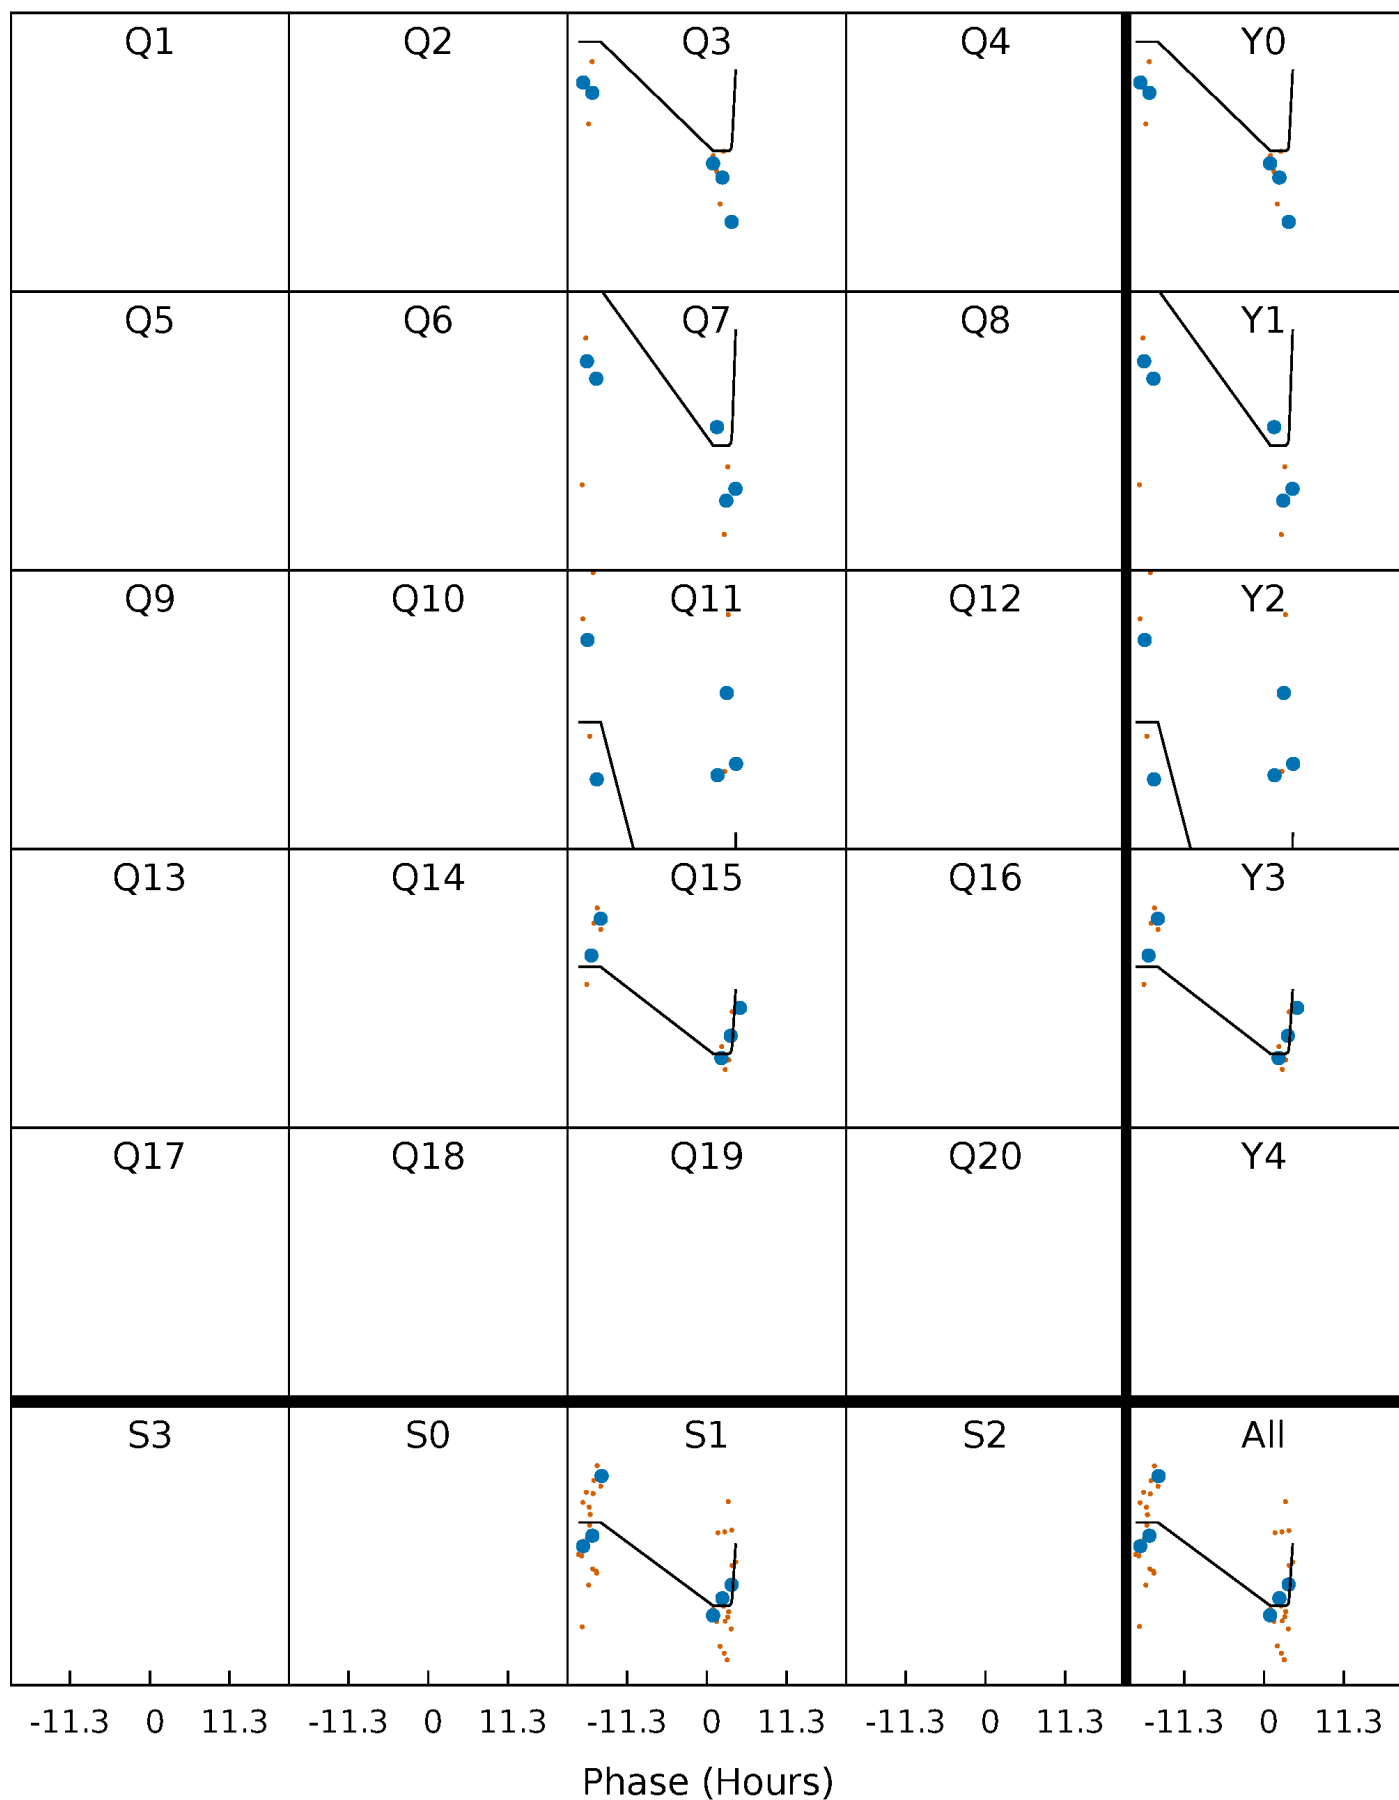 Q1 Q2 Q3 Q4 Y0
Q5 Q6 Q7 Q8 Y1
Q9 Q10 Q11 Q12 Y2
Q13 Q14 Q15 Q16 Y3
Q17 Q18 Q19 Q20 Y4
S3 S0 S1 S2 All
-11.3 0 11.3 -11.3 0 11.3 -11.3 0 11.3 -11.3 0 11.3 -11.3 0 11.3
Phase (Hours)